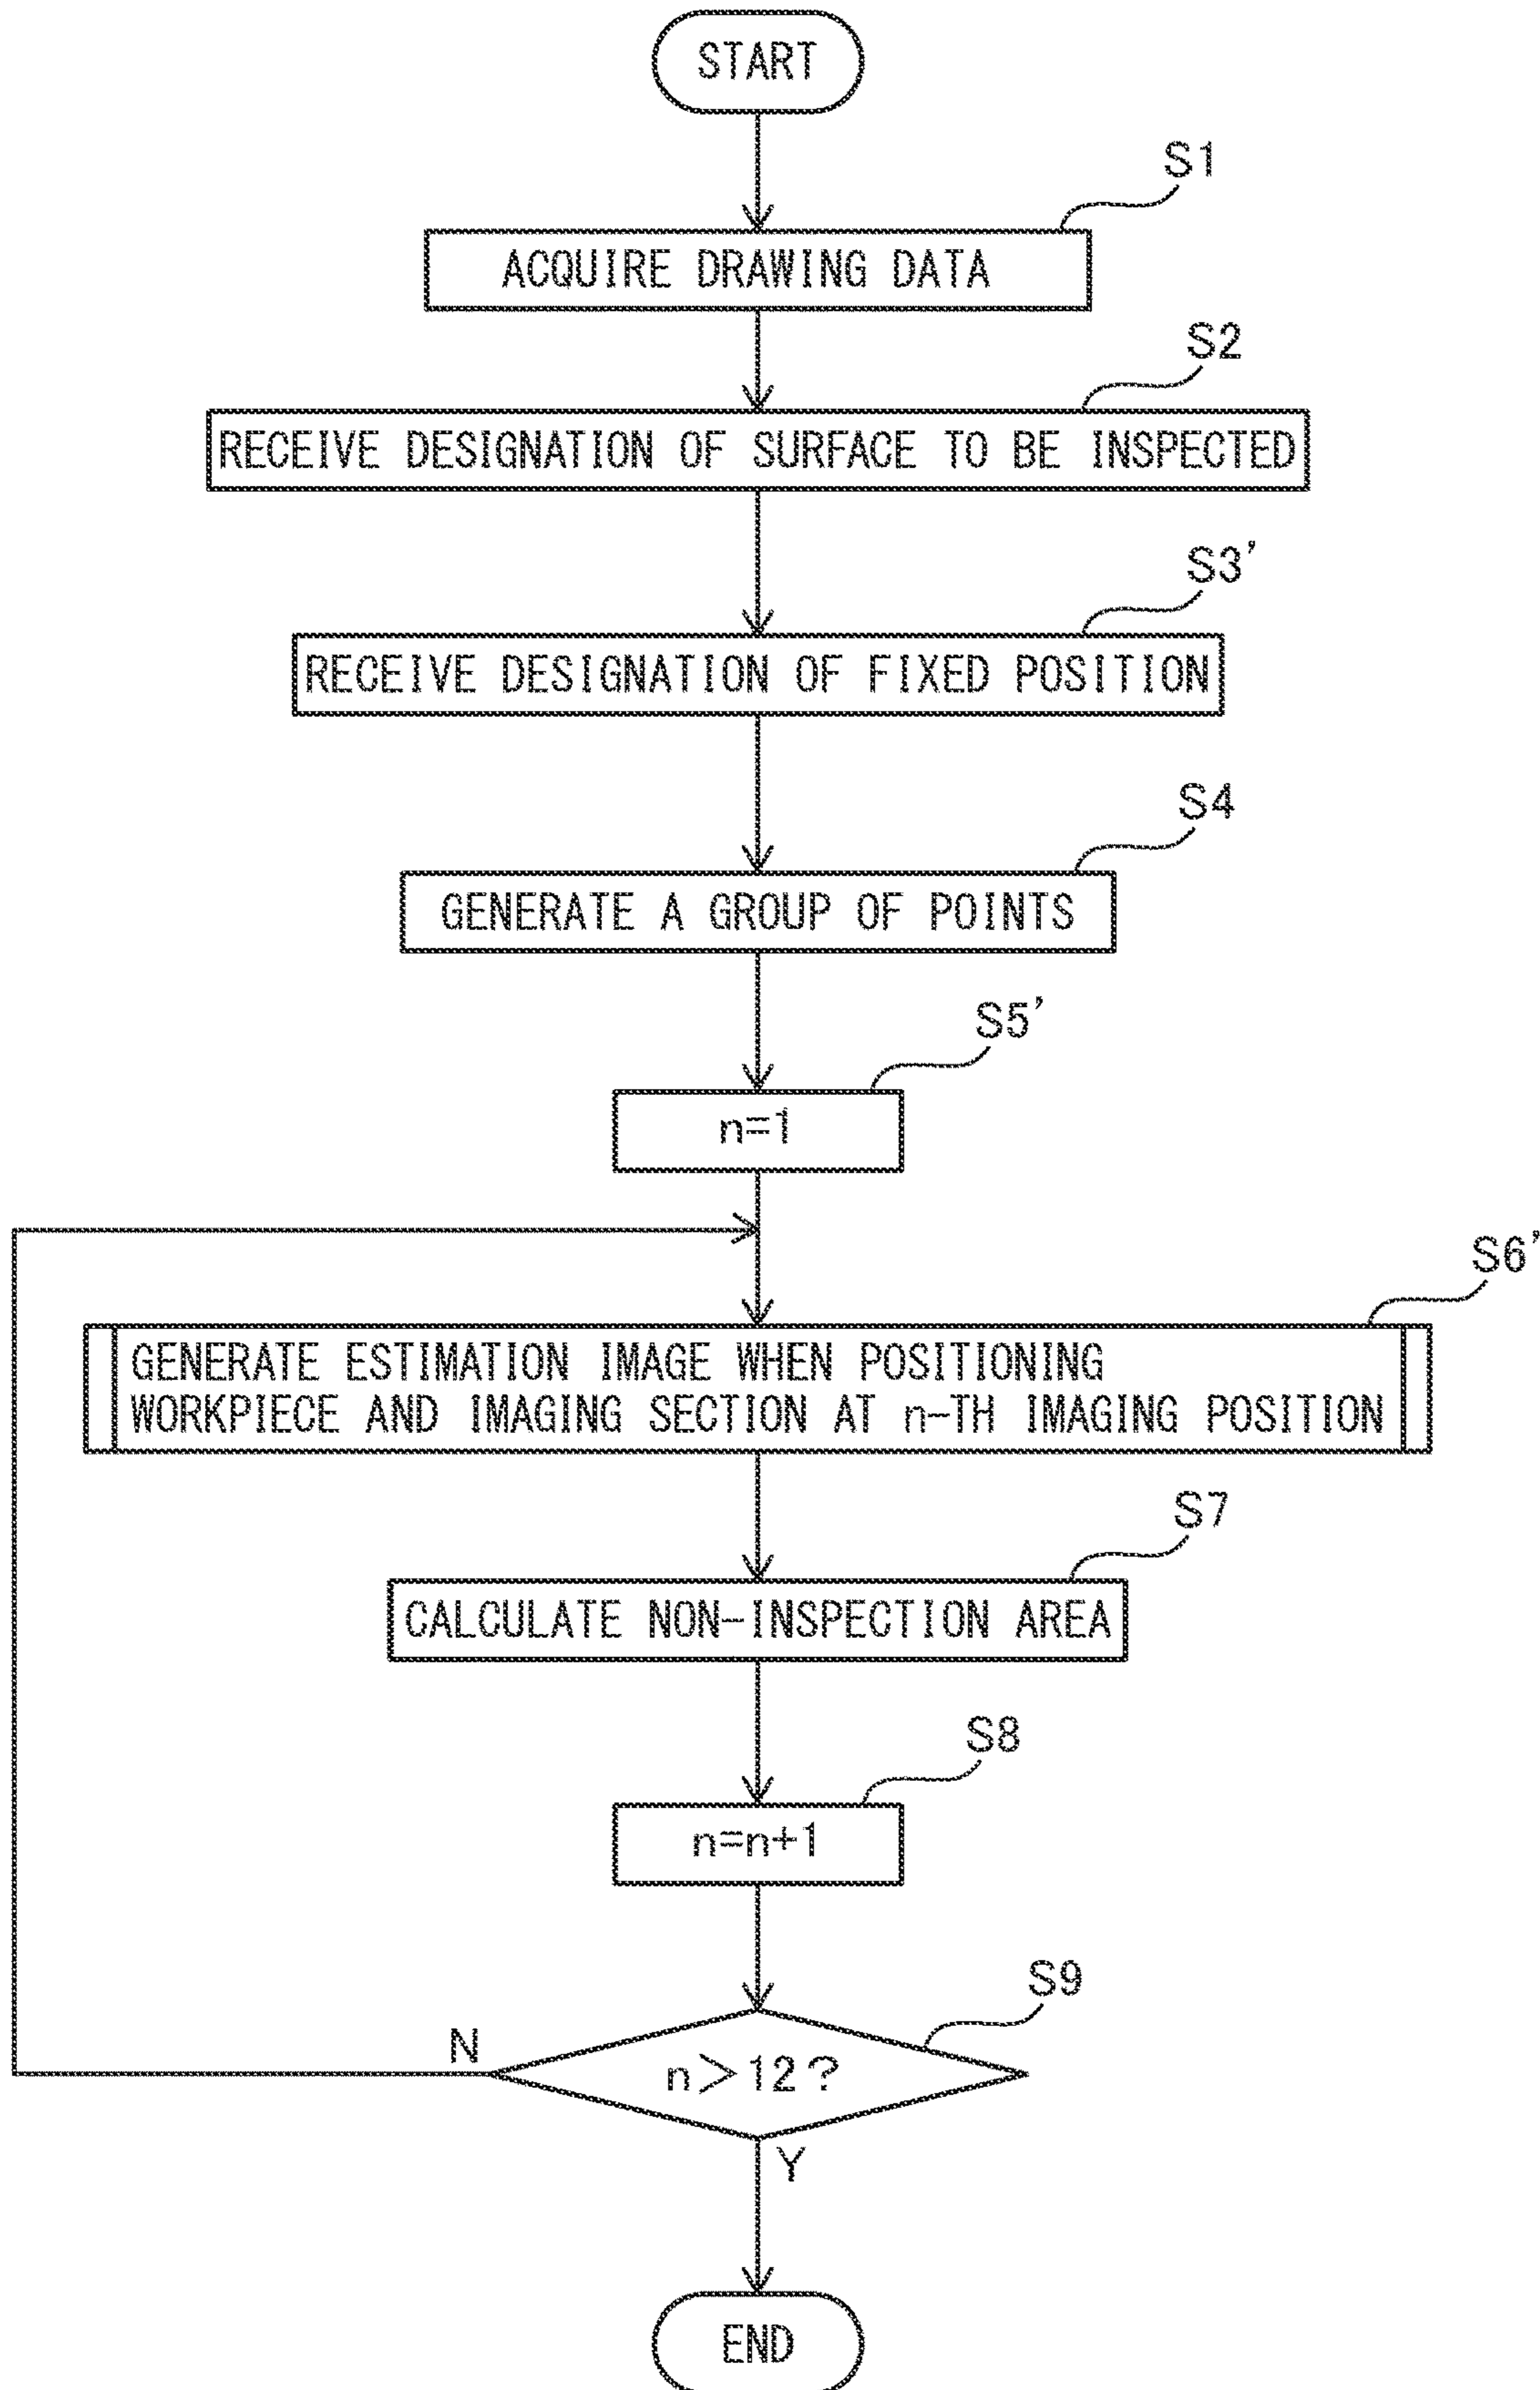 START
S1
ACQUIRE DRAWING DATA
S2
RECEIVE DESIGNATION OF SURFACE TO BE INSPECTED
S3'
RECEIVE DESIGNATION OF FIXED POSITION
S4
GENERATE A GROUP OF POINTS
S5'
n=1
S6'
GENERATE ESTIMATION IMAGE WHEN POSITIONING
WORKPIECE AND IMAGING SECTION AT n-TH IMAGING POSITION
S7
CALCULATE NON-INSPECTION AREA
S8
n=n+1
S9
N
n>12?
Y
END